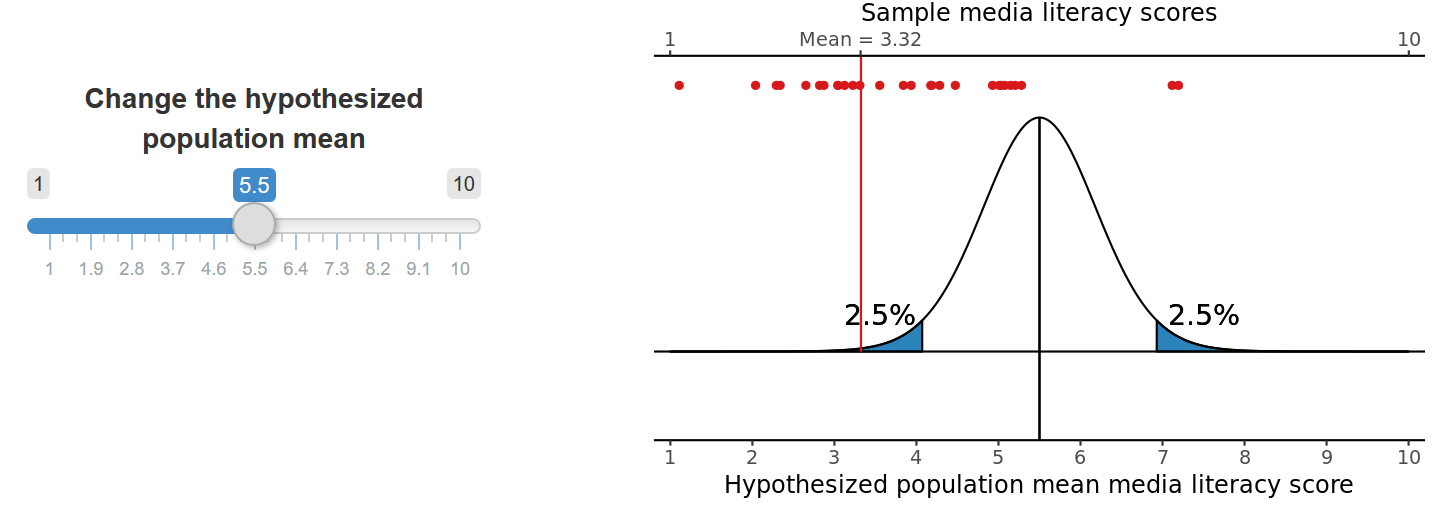 Change the hypothesized
population mean
1 5.5 10
1 1.9 2.8 3.7 4.6 5.5 6.4 7.3 8.2 9.1 10
Sample media literacy scores
1 Mean = 3.32 10
2.5% 2.5%
1 2 3 4 5 6 7 8 9 10
Hypothesized population mean media literacy score